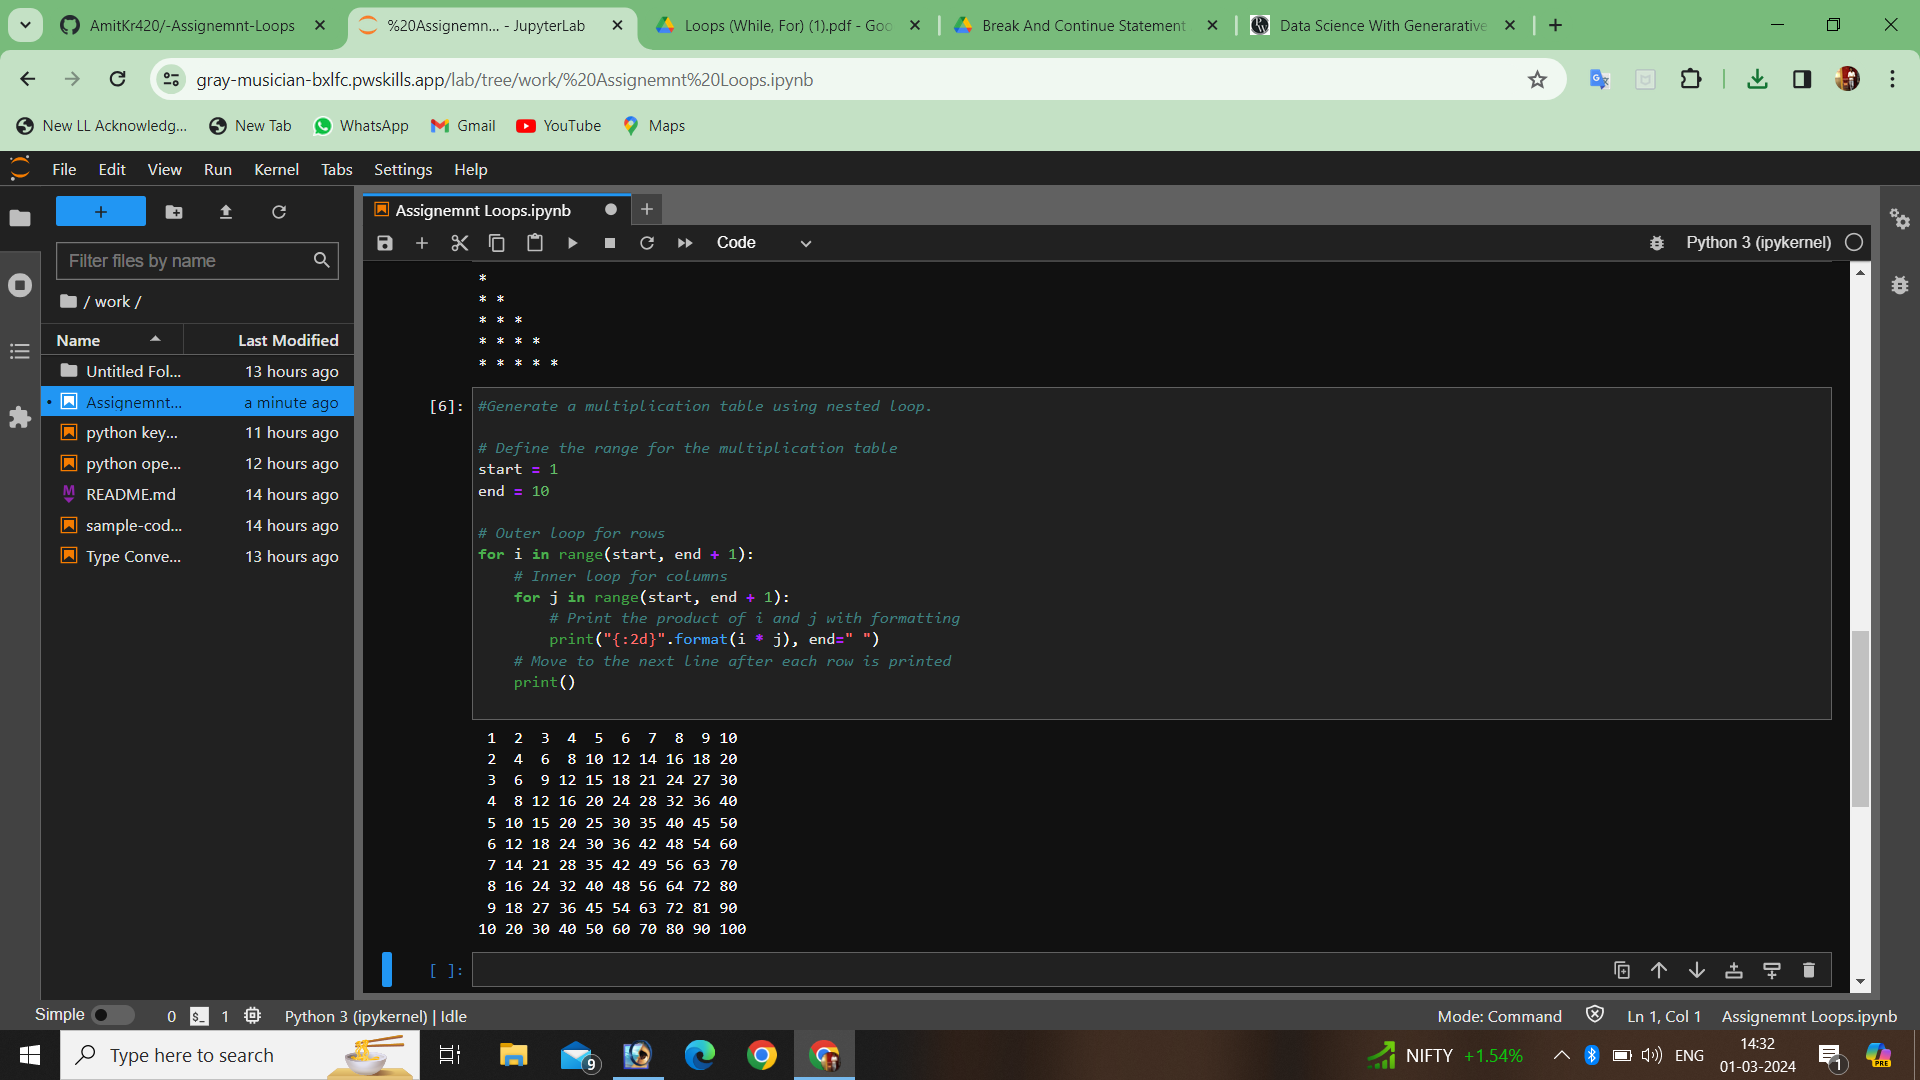 AmitKr420/-Assignemnt-Loops
%20Assignemn... - JupyterLab
Loops (While, For) (1).pdf - Goo
Break And Continue Statement
Data Science With Generarative
gray-musician-bxlfc.pwskills.app/lab/tree/work/%20Assignemnt%20Loops.ipynb
New LL Acknowledg...
New Tab
WhatsApp
Gmail
YouTube
Maps
File Edit View Run Kernel Tabs Settings Help
Assignemnt Loops.ipynb
Code
Python 3 (ipykernel)
Filter files by name
/ work /
Name Last Modified
Untitled Fol... 13 hours ago
Assignemnt... a minute ago
python key... 11 hours ago
python ope... 12 hours ago
README.md 14 hours ago
sample-cod... 14 hours ago
Type Conve... 13 hours ago
*
* *
* * *
* * * *
* * * * *
[6]: #Generate a multiplication table using nested loop.
# Define the range for the multiplication table
start = 1
end = 10
# Outer loop for rows
for i in range(start, end + 1):
# Inner loop for columns
for j in range(start, end + 1):
# Print the product of i and j with formatting
print("{:2d}".format(i * j), end=" ")
# Move to the next line after each row is printed
print()
1 2 3 4 5 6 7 8 9 10
2 4 6 8 10 12 14 16 18 20
3 6 9 12 15 18 21 24 27 30
4 8 12 16 20 24 28 32 36 40
5 10 15 20 25 30 35 40 45 50
6 12 18 24 30 36 42 48 54 60
7 14 21 28 35 42 49 56 63 70
8 16 24 32 40 48 56 64 72 80
9 18 27 36 45 54 63 72 81 90
10 20 30 40 50 60 70 80 90 100
[ ]:
Simple 0 $_ 1 Python 3 (ipykernel) | Idle
Mode: Command Ln 1, Col 1 Assignemnt Loops.ipynb
Type here to search
9
NIFTY +1.54%
ENG
14:32
01-03-2024
1
PRE